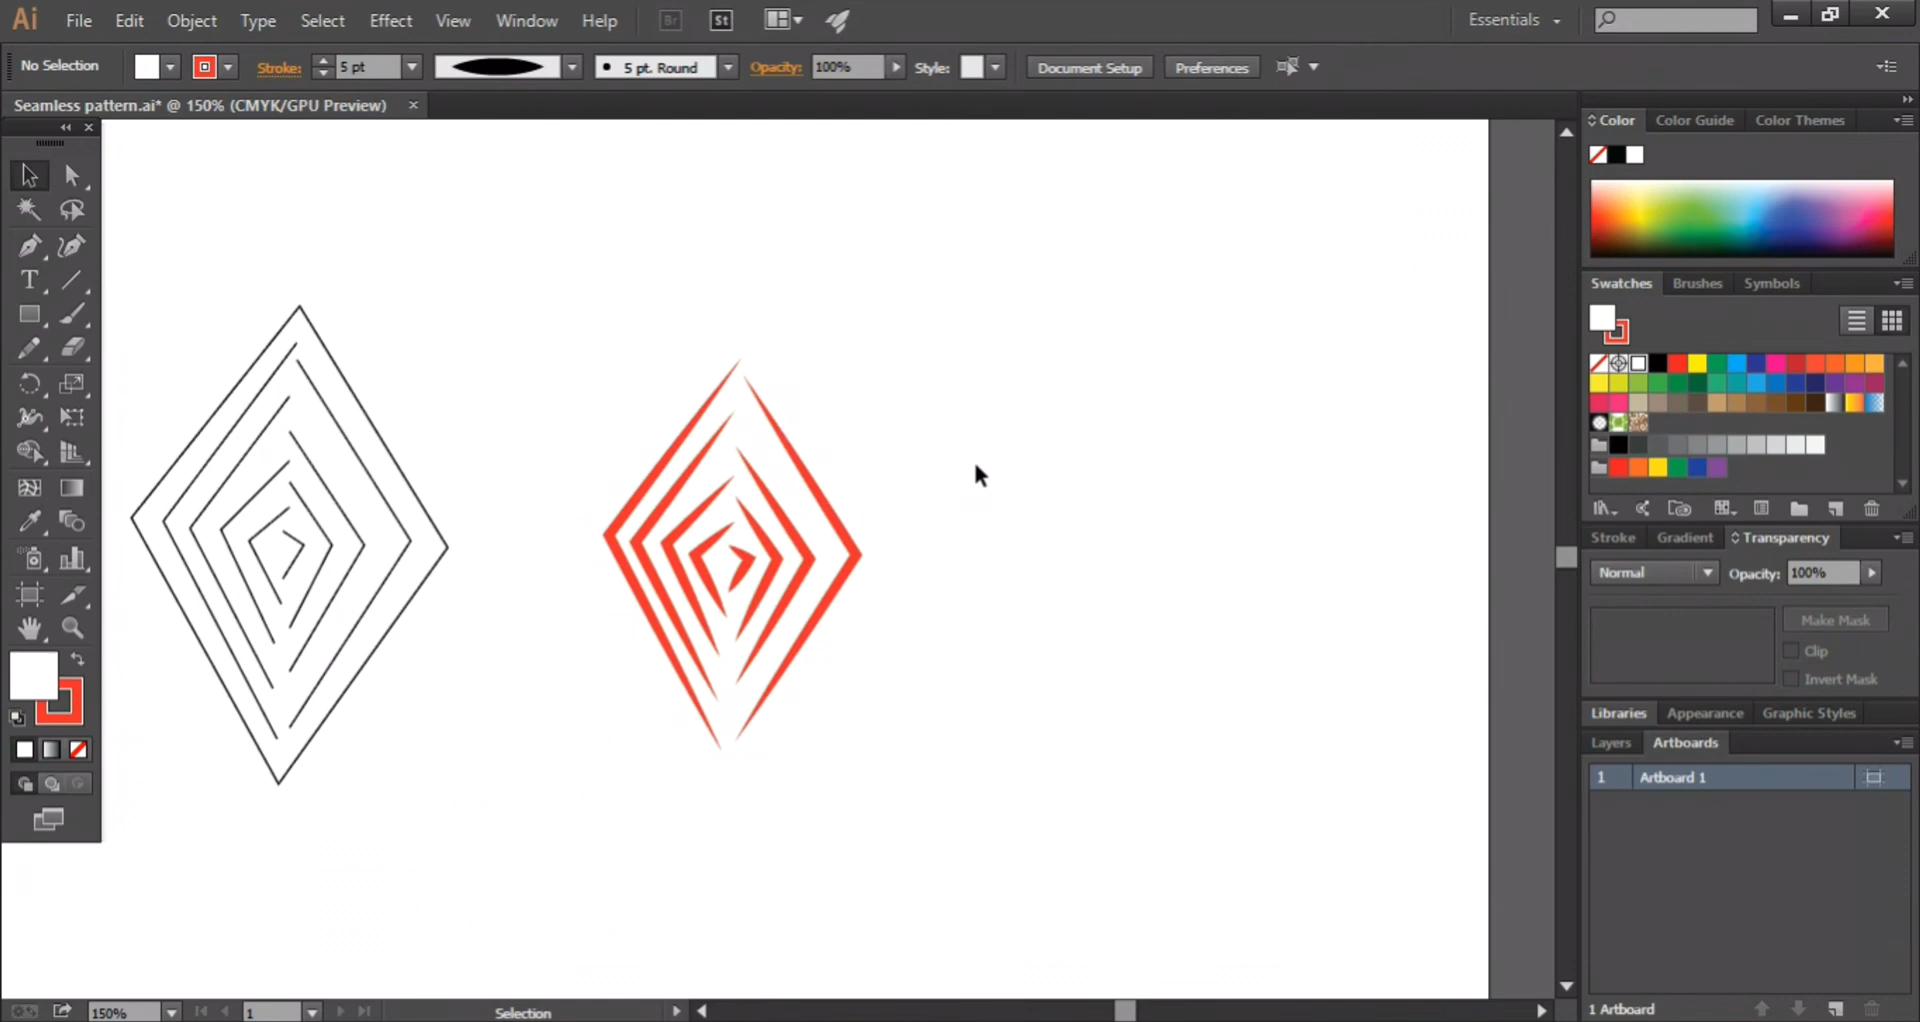 Ai File Edit Object Type Select Effect View Window Help Br St Essentials
No Selection Stroke: 5 pt 5 pt. Round Opacity: 100% Style: Document Setup Preferences
Seamless pattern.ai* @ 150% (CMYK/GPU Preview)
Color Color Guide Color Themes
Swatches Brushes Symbols
Stroke Gradient Transparency
Normal Opacity: 100%
Make Mask
Clip
Invert Mask
Libraries Appearance Graphic Styles
Layers Artboards
1 Artboard 1
1 Artboard
150% 1 Selection